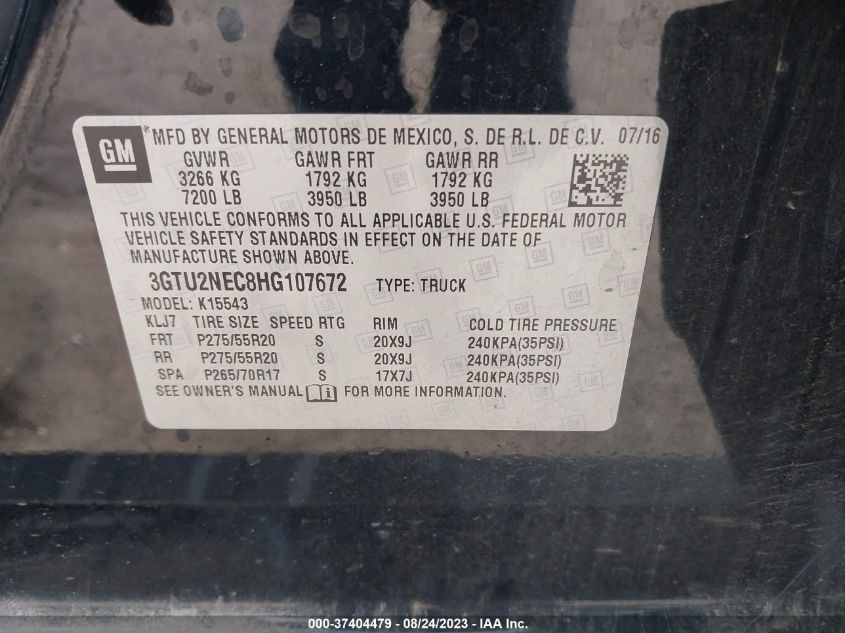 GM ® MFD BY GENERAL MOTORS DE MEXICO, S. DE R.L. DE C.V. 07/16
GVWR GAWR FRT GAWR RR
3266 KG 1792 KG 1792 KG
7200 LB 3950 LB 3950 LB
THIS VEHICLE CONFORMS TO ALL APPLICABLE U.S. FEDERAL MOTOR
VEHICLE SAFETY STANDARDS IN EFFECT ON THE DATE OF
MANUFACTURE SHOWN ABOVE.
3GTU2NEC8HG107672 TYPE: TRUCK
MODEL: K15543
KLJ7 TIRE SIZE SPEED RTG RIM COLD TIRE PRESSURE
FRT P275/55R20 S 20X9J 240KPA(35PSI)
RR P275/55R20 S 20X9J 240KPA(35PSI)
SPA P265/70R17 S 17X7J 240KPA(35PSI)
SEE OWNER'S MANUAL i FOR MORE INFORMATION.
000-37404479 - 08/24/2023 - IAA Inc.